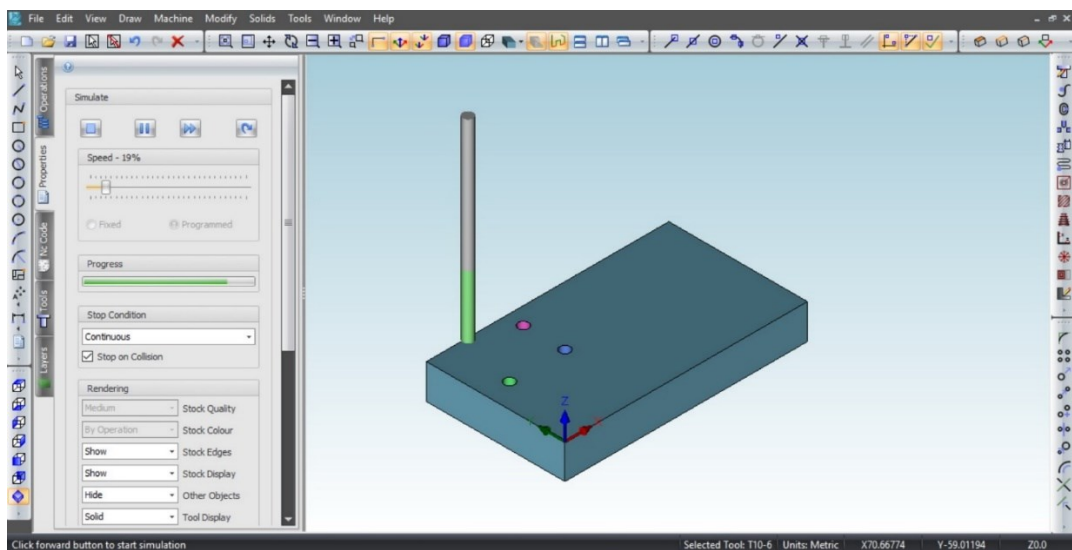 File Edit View Draw Machine Modify Solids Tools Window Help
Operations
Properties
Nc Code
Tools
Layers
Simulate
Speed - 19%
Fixed Programmed
Progress
Stop Condition
Continuous
Stop on Collision
Rendering
Medium Stock Quality
By Operation Stock Colour
Show Stock Edges
Show Stock Display
Hide Other Objects
Solid Tool Display
Z
Click forward button to start simulation Selected Tool: T10-6 Units: Metric X70.66774 Y-59.01194 Z0.0